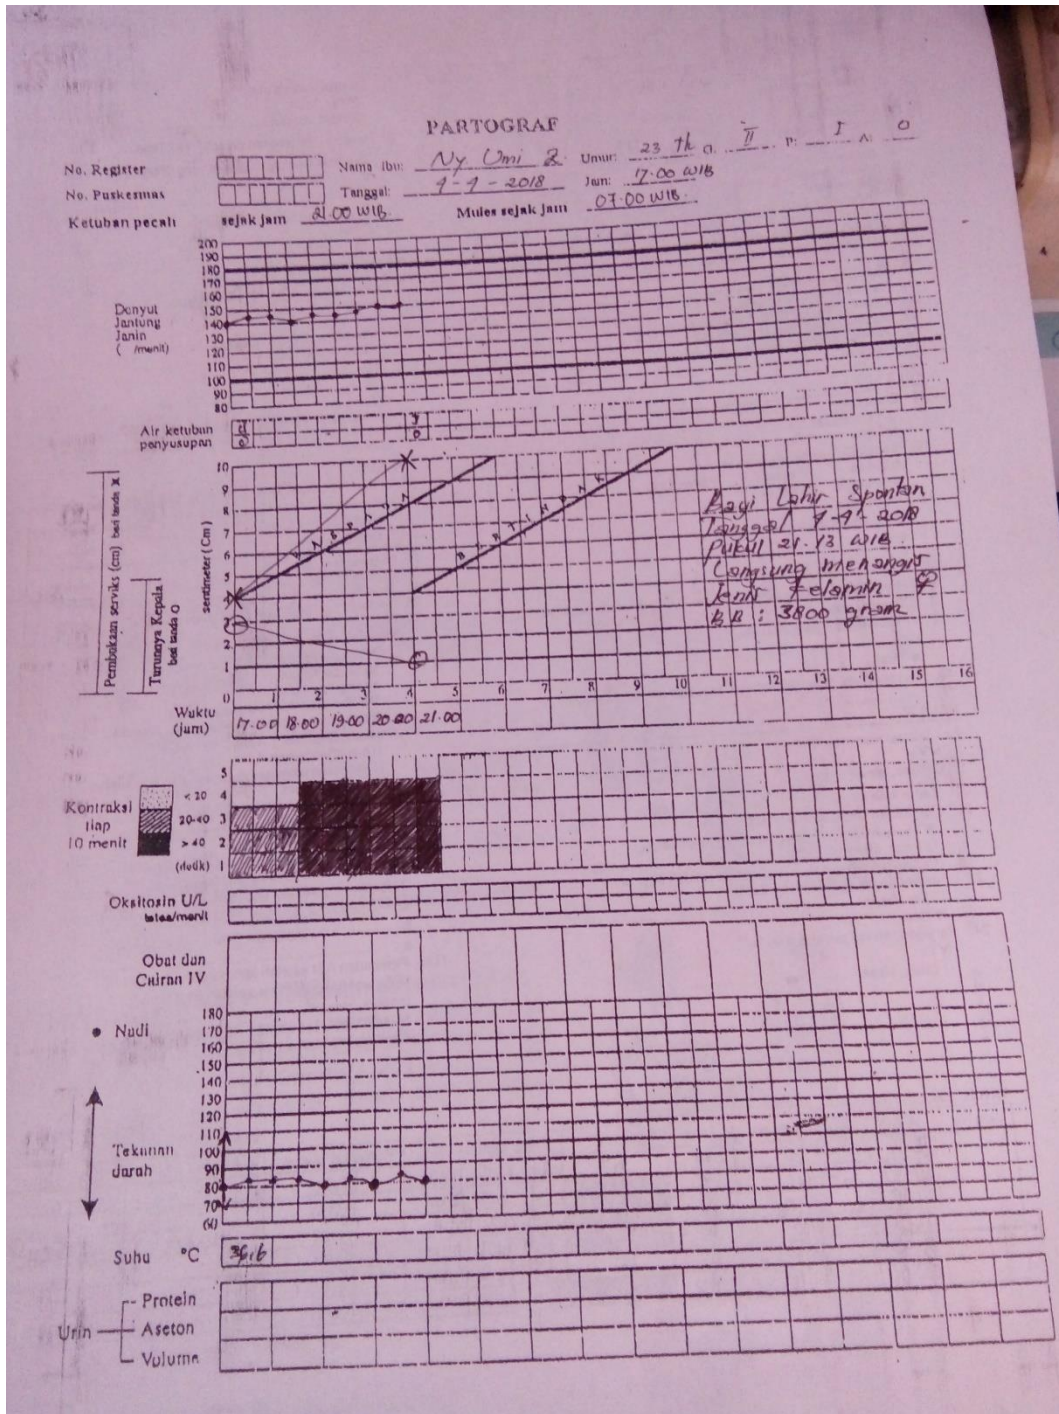 PARTOGRAF
No. Register Nama Ibu: Ny Umi Z Umur: 23 th G. II P: I A: 0
No. Puskesmas Tanggal: 9-4-2018 Jam: 17.00 WIB
Ketuban pecah sejak jam 21.00 WIB Mules sejak jam 07.00 WIB.
200
190
180
170
160
Denyut Jantung Janin ( /menit)
150
140
130
120
110
100
90
80
Air ketuban
penyusupan
Pembukaan serviks (cm) beri tanda X
Turunnya Kepala
beri tanda O
sentimeter (Cm)
10
9
8
7
6
5
4
3
2
1
0
Bayi Lahir Spontan
Tanggal 9-4-2018
Pukul 21.13 WIB
Langsung menangis
Jenis Kelamin ♀
BB : 3800 gram
1 2 3 4 5 6 7 8 9 10 11 12 13 14 15 16
Waktu
(jam)
17.00 18.00 19.00 20.00 21.00
Kontraksi
tiap
10 menit
< 20
20-40
> 40
(detik)
5
4
3
2
1
Oksitosin U/L
tetes/menit
Obat dan
Cairan IV
Nadi
Tekanan
darah
180
170
160
150
140
130
120
110
100
90
80
70
60
Suhu °C 36,6
Urin
Protein
Aseton
Volume